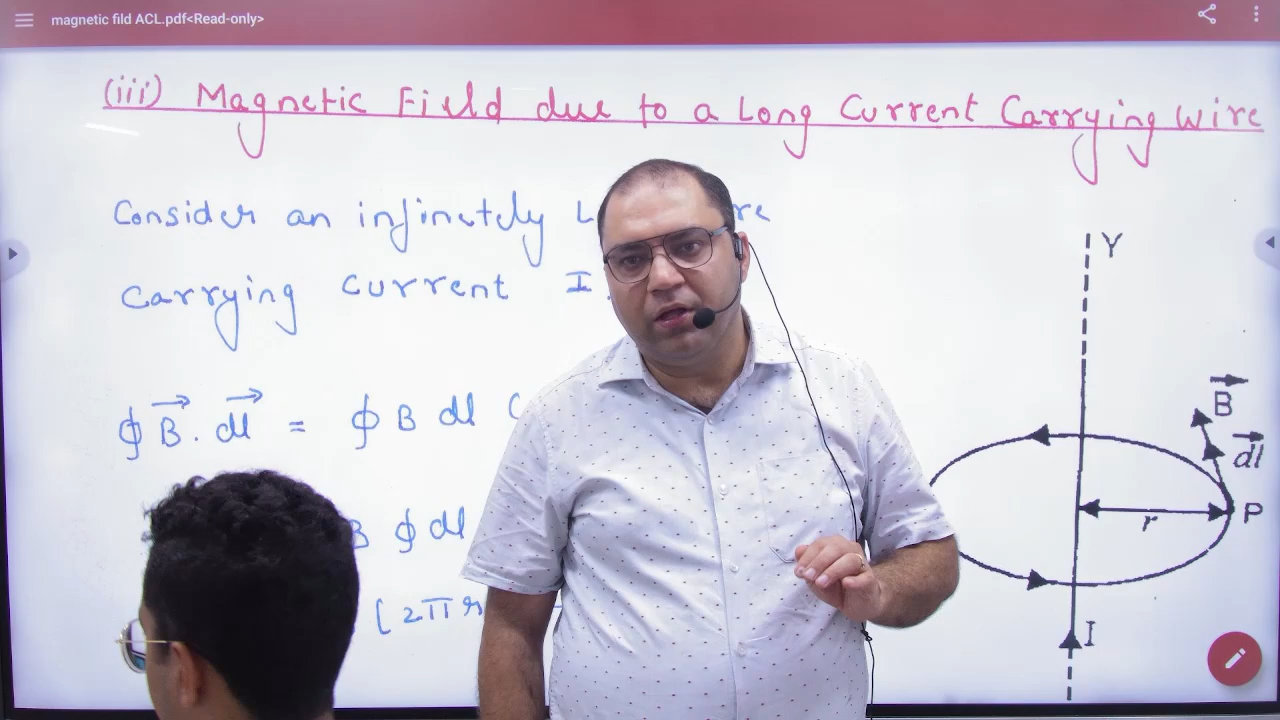 magnetic fild ACL.pdf<Read-only>
(iii) Magnetic Field due to a Long Current Carrying wire
Consider an infinetely
Carrying current I.
∮ B⃗ . dl⃗ = ∮ B dl
B ∮ dl
[2πr
Y
B⃗
dl⃗
P
r
I